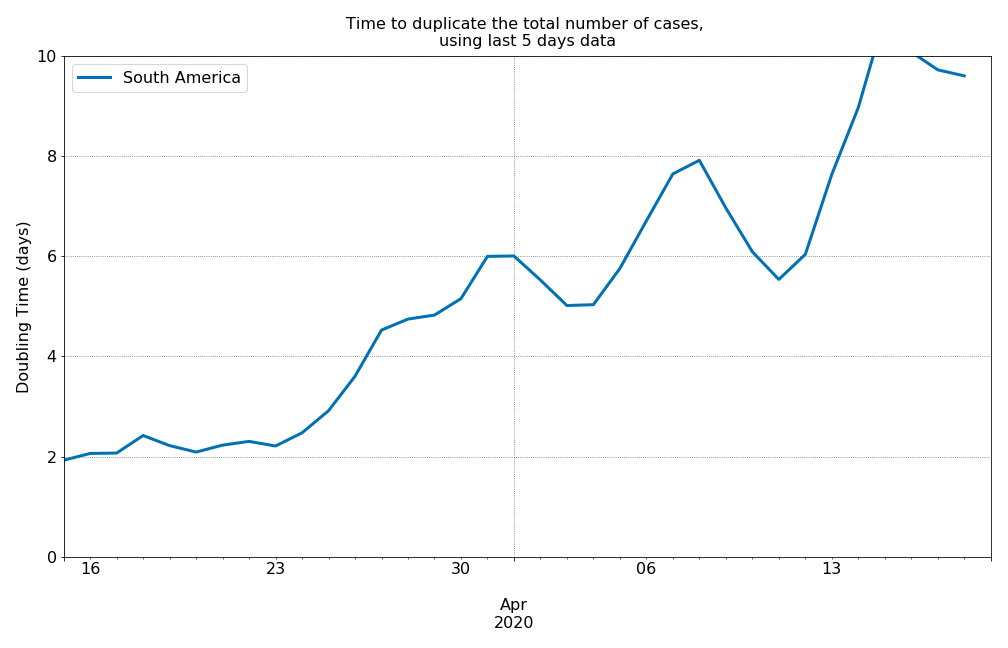 Time to duplicate the total number of cases,
using last 5 days data
South America
Doubling Time (days)
10
8
6
4
2
0
16
23
30
06
13
Apr
2020